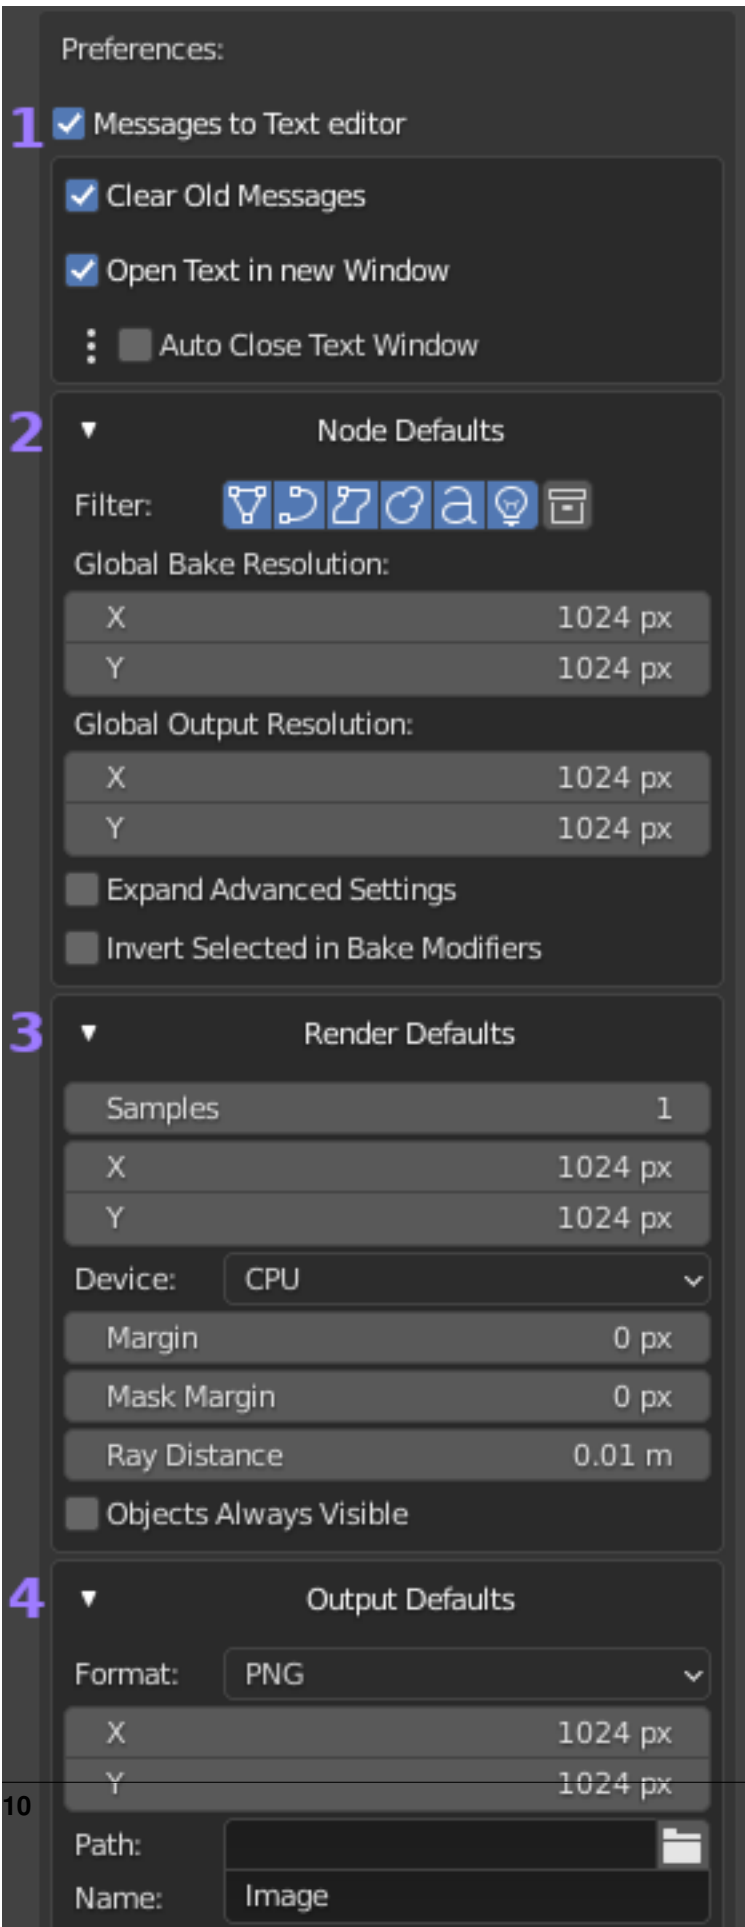 Preferences:
1 Messages to Text editor
Clear Old Messages
Open Text in new Window
Auto Close Text Window
2 Node Defaults
Filter:
Global Bake Resolution:
X 1024 px
Y 1024 px
Global Output Resolution:
X 1024 px
Y 1024 px
Expand Advanced Settings
Invert Selected in Bake Modifiers
3 Render Defaults
Samples 1
X 1024 px
Y 1024 px
Device: CPU
Margin 0 px
Mask Margin 0 px
Ray Distance 0.01 m
Objects Always Visible
4 Output Defaults
Format: PNG
X 1024 px
Y 1024 px
10
Path:
Name: Image